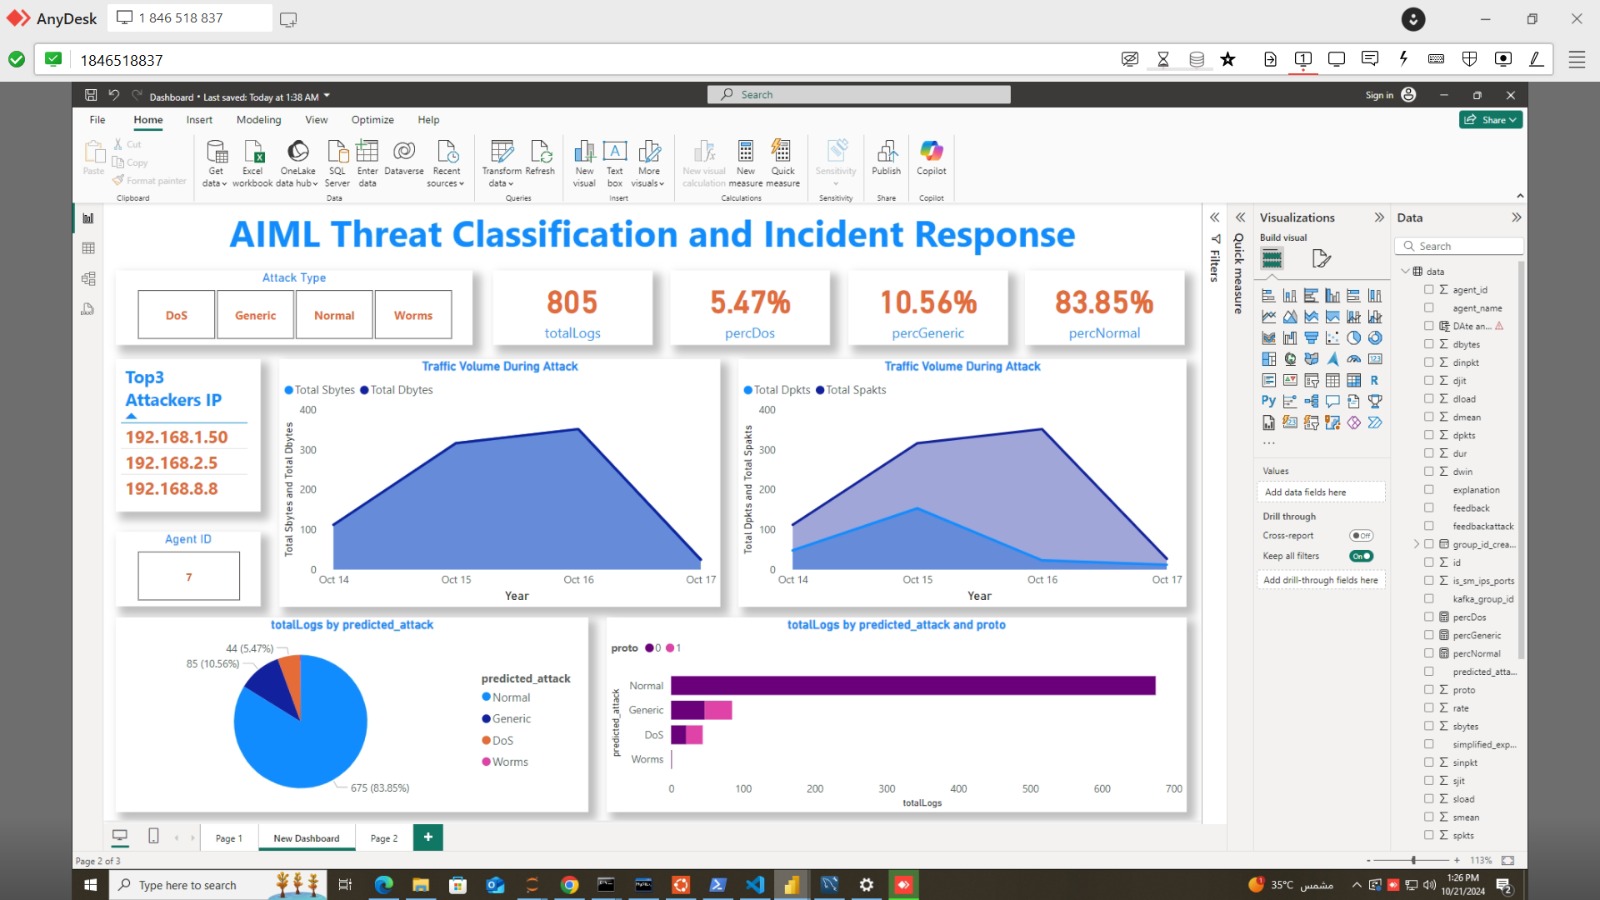 AnyDesk
1 846 518 837
1846518837
Dashboard • Last saved: Today at 1:38 AM
Search
Sign in
File Home Insert Modeling View Optimize Help
Share
Paste
Cut
Copy
Format painter
Clipboard
Get data
Excel workbook
OneLake data hub
SQL Server
Enter data
Dataverse
Recent sources
Data
Transform data
Refresh
Queries
New visual
Text box
More visuals
Insert
New visual calculation
New measure
Quick measure
Calculations
Sensitivity
Sensitivity
Publish
Share
Copilot
Copilot
AIML Threat Classification and Incident Response
Attack Type
DoS Generic Normal Worms
805
totalLogs
5.47%
percDos
10.56%
percGeneric
83.85%
percNormal
Top3
Attackers IP
192.168.1.50
192.168.2.5
192.168.8.8
Agent ID
7
Traffic Volume During Attack
Total Sbytes Total Dbytes
Total Sbytes and Total Dbytes
400
300
200
100
0
Oct 14 Oct 15 Oct 16 Oct 17
Year
Traffic Volume During Attack
Total Dpkts Total Spakts
Total Dpkts and Total Spakts
400
300
200
100
0
Oct 14 Oct 15 Oct 16 Oct 17
Year
totalLogs by predicted_attack
44 (5.47%)
85 (10.56%)
675 (83.85%)
predicted_attack
Normal
Generic
DoS
Worms
totalLogs by predicted_attack and proto
proto 0 1
predicted_attack
Normal
Generic
DoS
Worms
0 100 200 300 400 500 600 700
totalLogs
Filters
Quick measure
Visualizations
Build visual
Py
R
123
...
Values
Add data fields here
Drill through
Cross-report
Off
Keep all filters
On
Add drill-through fields here
Data
Search
data
agent_id
agent_name
DAte an...
dbytes
dinpkt
djit
dload
dmean
dpkts
dur
dwin
explanation
feedback
feedbackattack
group_id_crea...
id
is_sm_ips_ports
kafka_group_id
percDos
percGeneric
percNormal
predicted_atta...
proto
rate
sbytes
simplified_exp...
sinpkt
sjit
sload
smean
spkts
Page 1 New Dashboard Page 2 +
Page 2 of 3
- + 113%
Type here to search
35°C مشمس
1:26 PM
10/21/2024
2